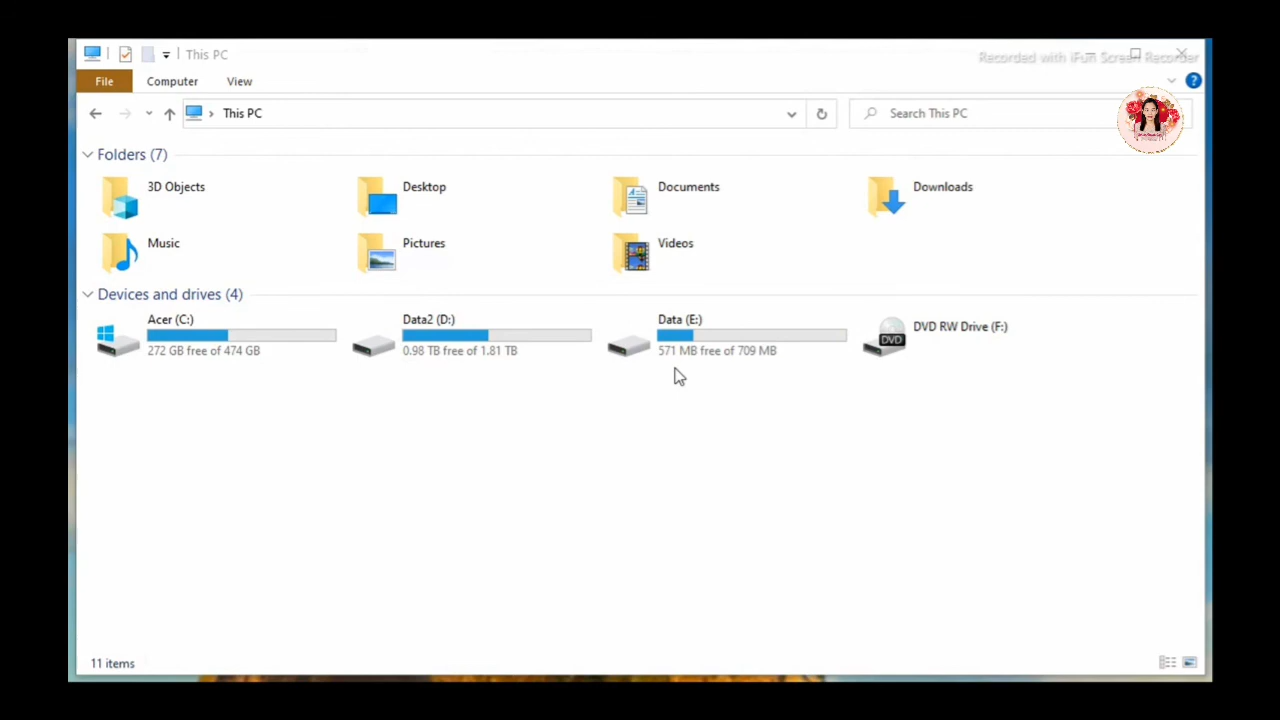 This PC
Recorded with iFun Screen Recorder
File
Computer
View
This PC
Search This PC
Folders (7)
3D Objects
Desktop
Documents
Downloads
Music
Pictures
Videos
Devices and drives (4)
Acer (C:)
272 GB free of 474 GB
Data2 (D:)
0.98 TB free of 1.81 TB
Data (E:)
571 MB free of 709 MB
DVD RW Drive (F:)
DVD
11 items